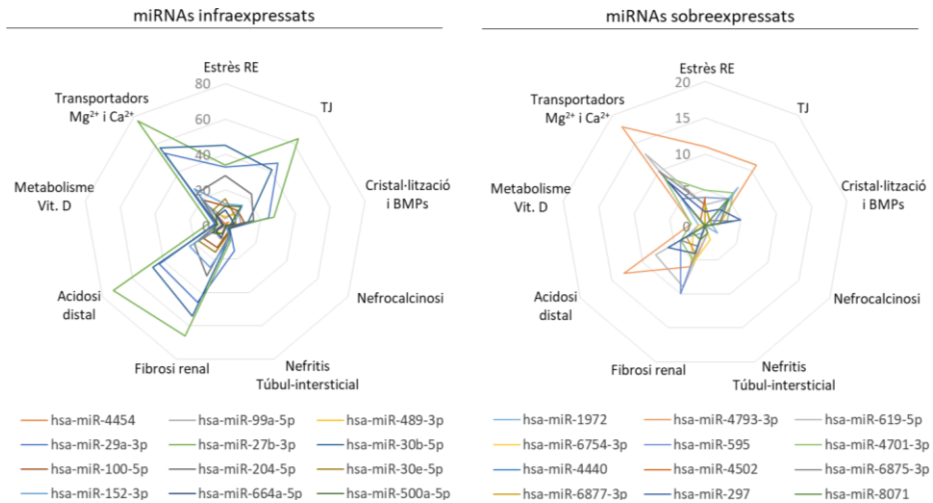 miRNAs infraexpressats
Estrès RE
80
60
40
20
0
TJ
Cristal·lització
i BMPs
Nefrocalcinosi
Nefritis
Túbul-intersticial
Fibrosi renal
Acidosi
distal
Metabolisme
Vit. D
Transportadors
Mg²⁺ i Ca²⁺
hsa-miR-4454
hsa-miR-99a-5p
hsa-miR-489-3p
hsa-miR-29a-3p
hsa-miR-27b-3p
hsa-miR-30b-5p
hsa-miR-100-5p
hsa-miR-204-5p
hsa-miR-30e-5p
hsa-miR-152-3p
hsa-miR-664a-5p
hsa-miR-500a-5p
miRNAs sobreexpressats
Estrès RE
20
15
10
5
0
TJ
Cristal·lització
i BMPs
Nefrocalcinosi
Nefritis
Túbul-intersticial
Fibrosi renal
Acidosi
distal
Metabolisme
Vit. D
Transportadors
Mg²⁺ i Ca²⁺
hsa-miR-1972
hsa-miR-4793-3p
hsa-miR-619-5p
hsa-miR-6754-3p
hsa-miR-595
hsa-miR-4701-3p
hsa-miR-4440
hsa-miR-4502
hsa-miR-6875-3p
hsa-miR-6877-3p
hsa-miR-297
hsa-miR-8071